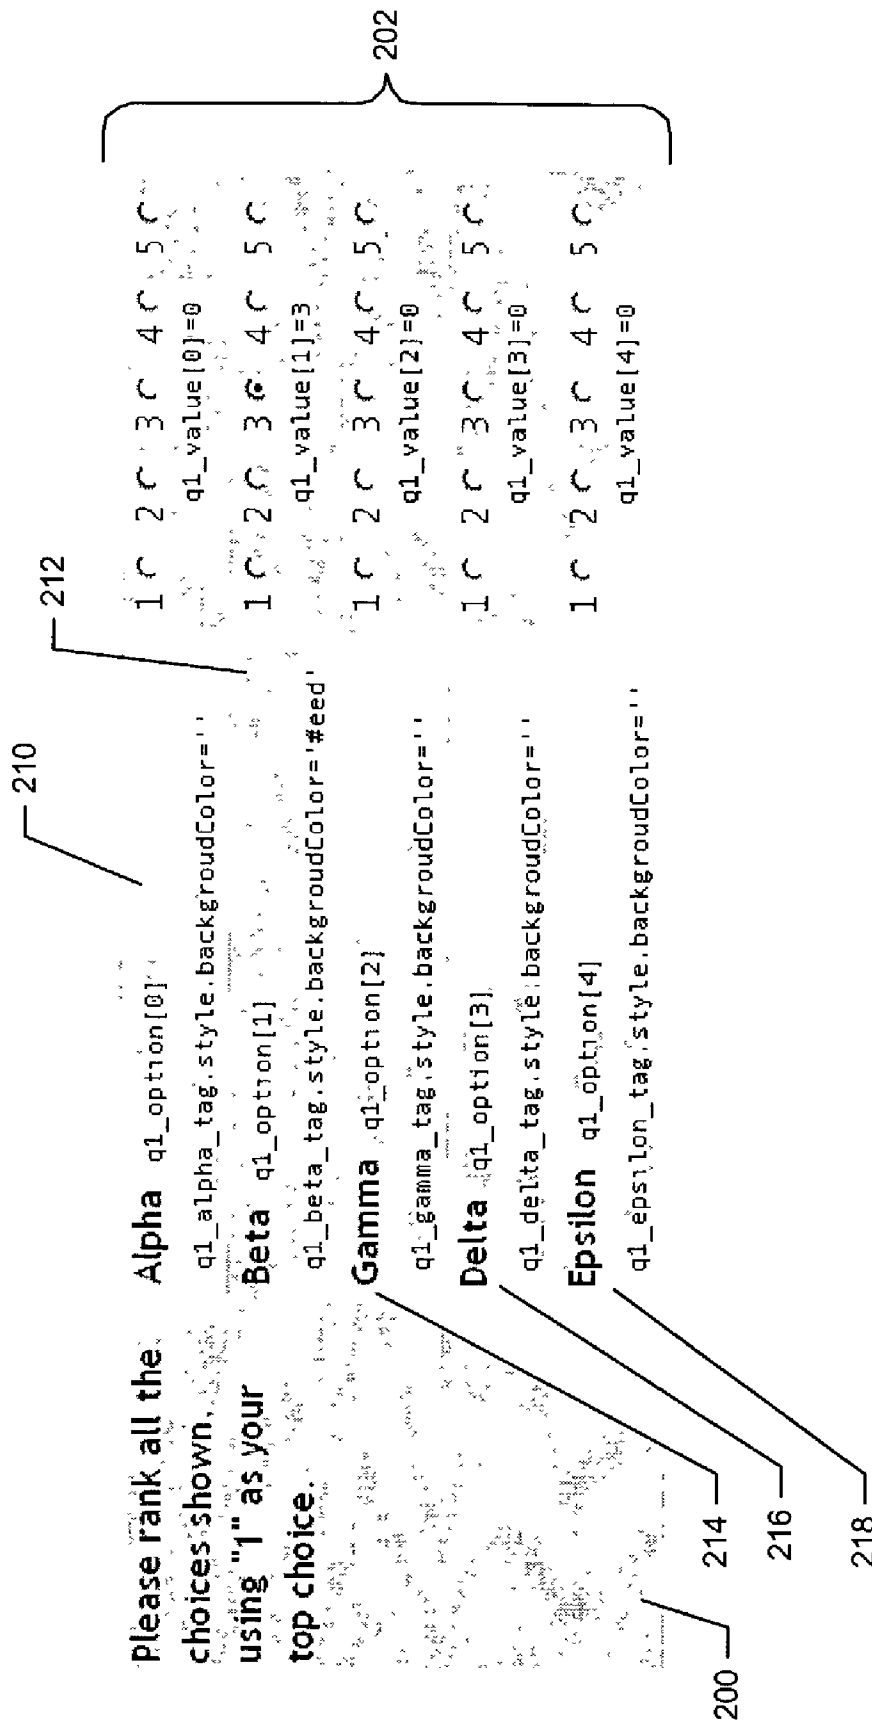 202
210
212
Please rank all the
choices shown,
using "1" as your
top choice.
Alpha q1_option[0]
q1_alpha_tag.style.backgroudColor=''
1 2 3 4 5
q1_value[0]=0
Beta q1_option[1]
q1_beta_tag.style.backgroudColor='#eed'
1 2 3 4 5
q1_value[1]=3
Gamma q1_option[2]
q1_gamma_tag.style.backgroudColor=''
1 2 3 4 5
q1_value[2]=0
Delta q1_option[3]
q1_delta_tag.style.backgroudColor=''
1 2 3 4 5
q1_value[3]=0
Epsilon q1_option[4]
q1_epsilon_tag.style.backgroudColor=''
1 2 3 4 5
q1_value[4]=0
214
216
218
200